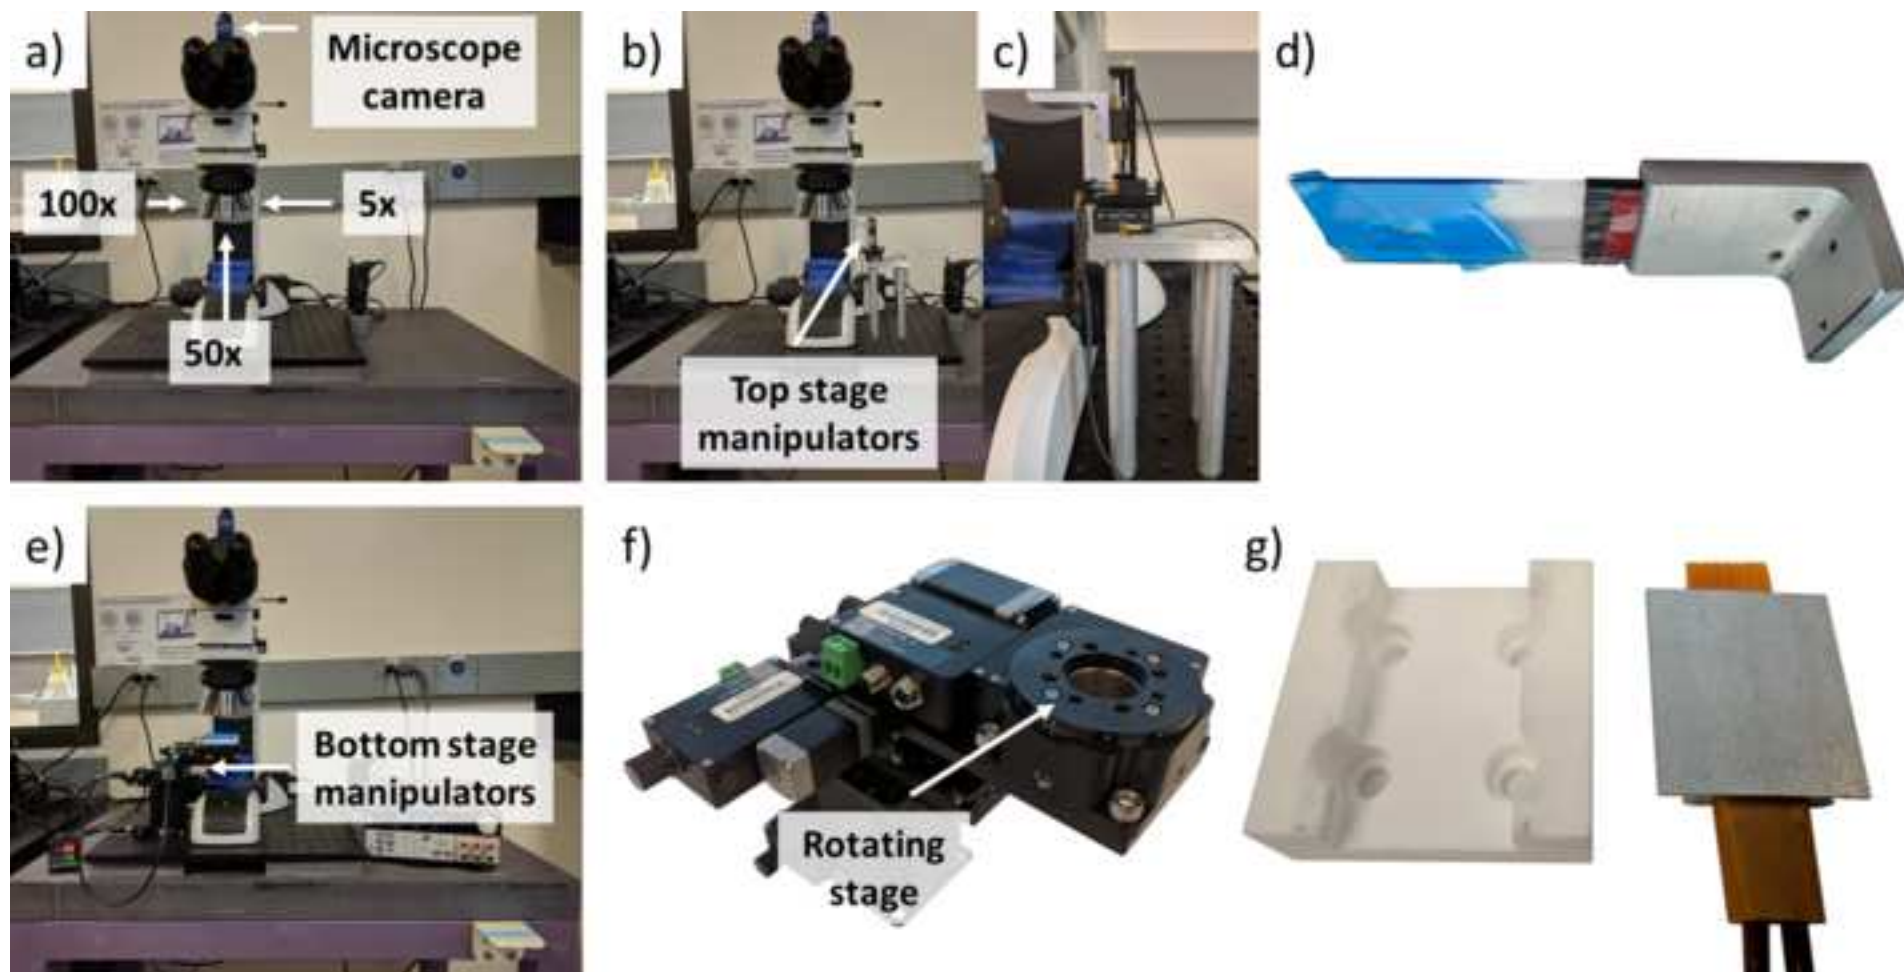 a)
Microscope
camera
100x
5x
50x
b)
c)
Top stage
manipulators
d)
e)
Bottom stage
manipulators
f)
Rotating
stage
g)